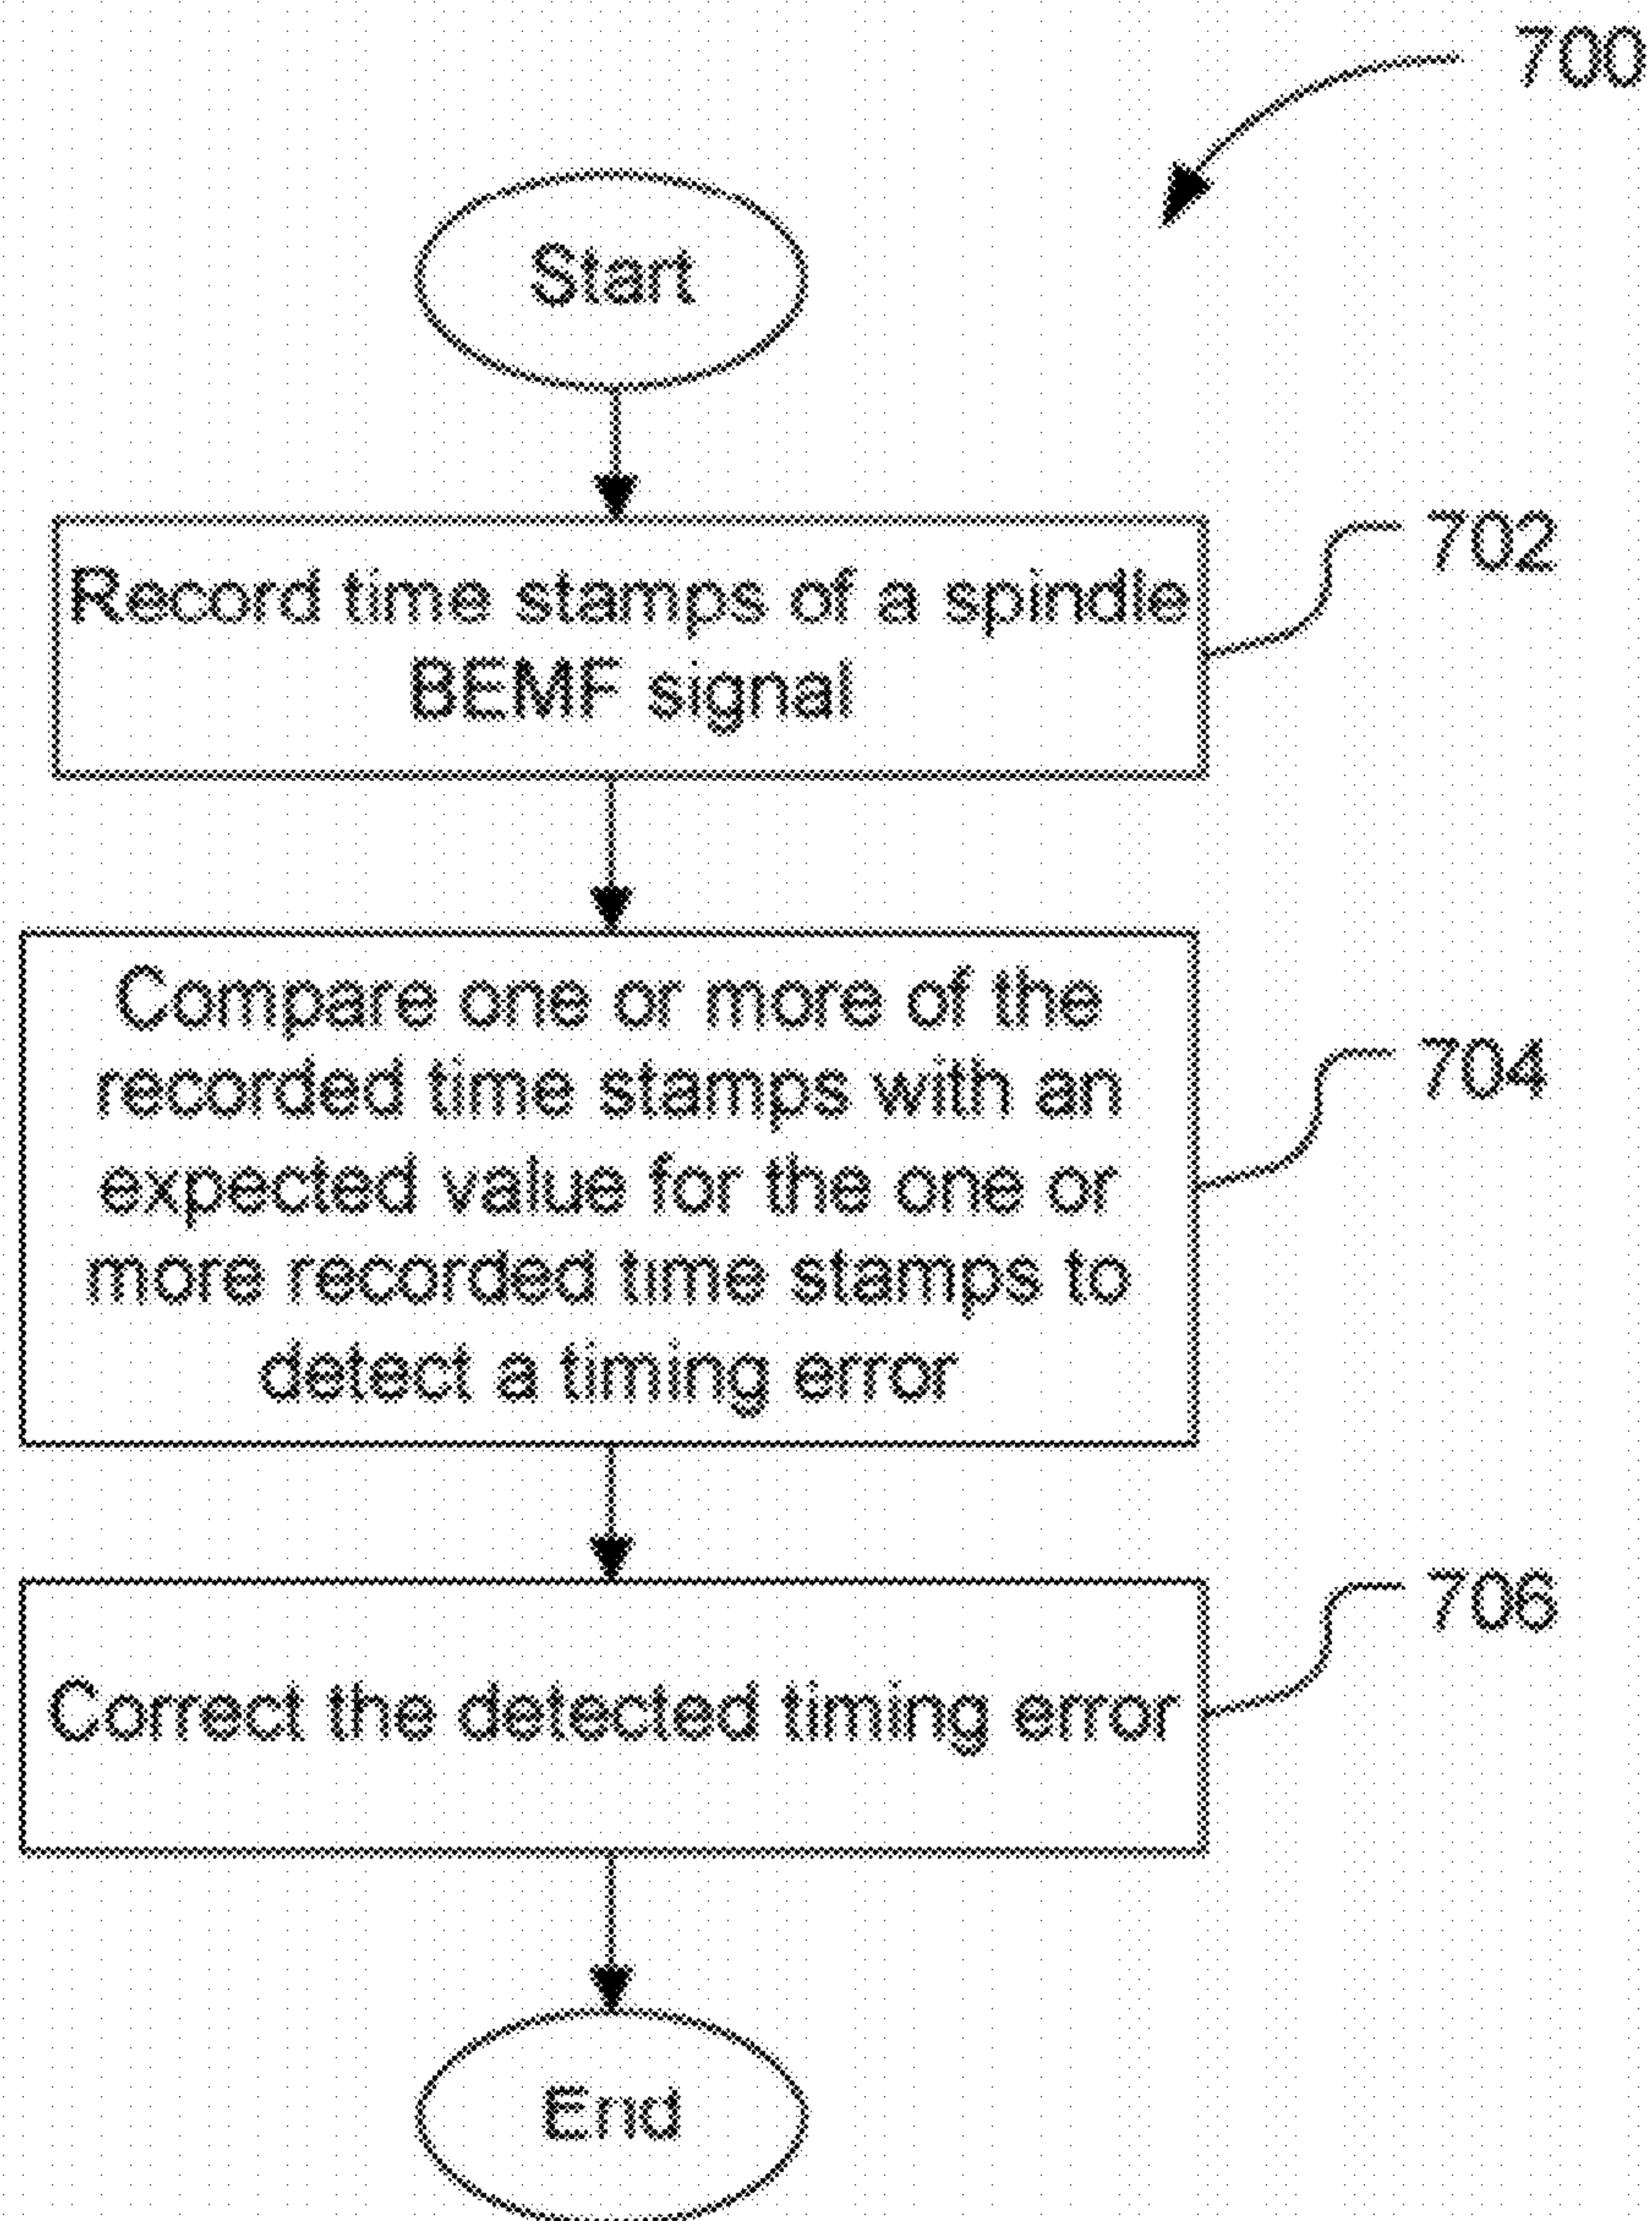 700
Start
Record time stamps of a spindle
BEMF signal
702
Compare one or more of the
recorded time stamps with an
expected value for the one or
more recorded time stamps to
detect a timing error
704
Correct the detected timing error
706
End